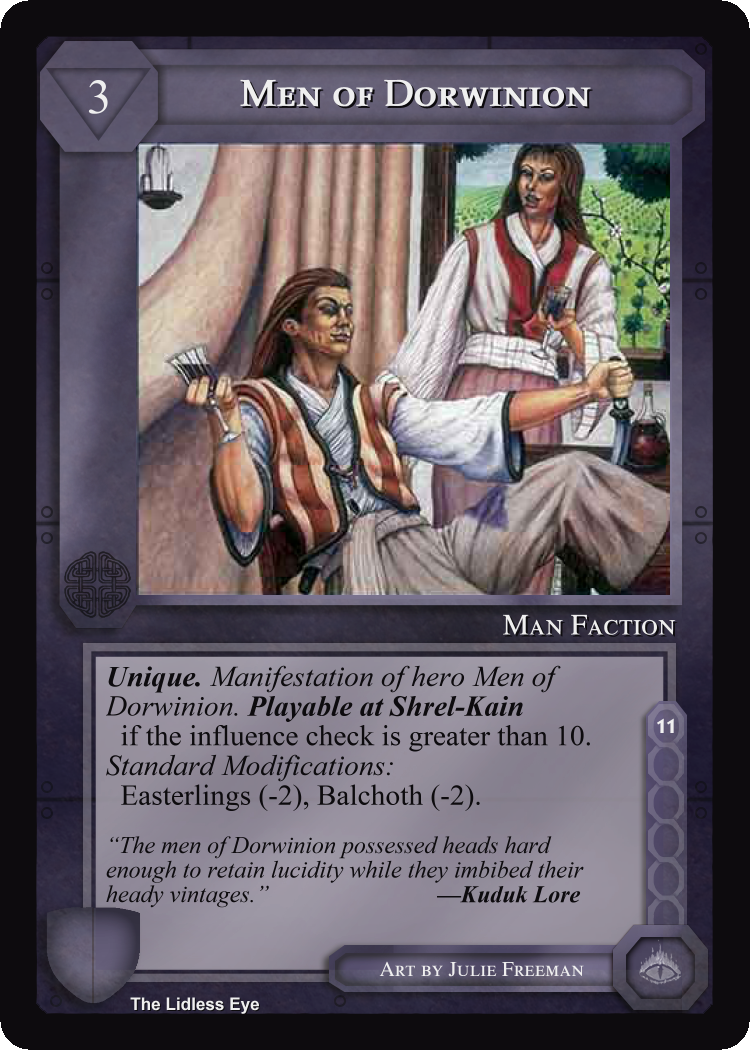 3
Men of Dorwinion
Man Faction
Unique. Manifestation of hero Men of
Dorwinion. Playable at Shrel-Kain
if the influence check is greater than 10.
11
Standard Modifications:
Easterlings (-2), Balchoth (-2).
“The men of Dorwinion possessed heads hard
enough to retain lucidity while they imbibed their
heady vintages.” —Kuduk Lore
Art by Julie Freeman
The Lidless Eye